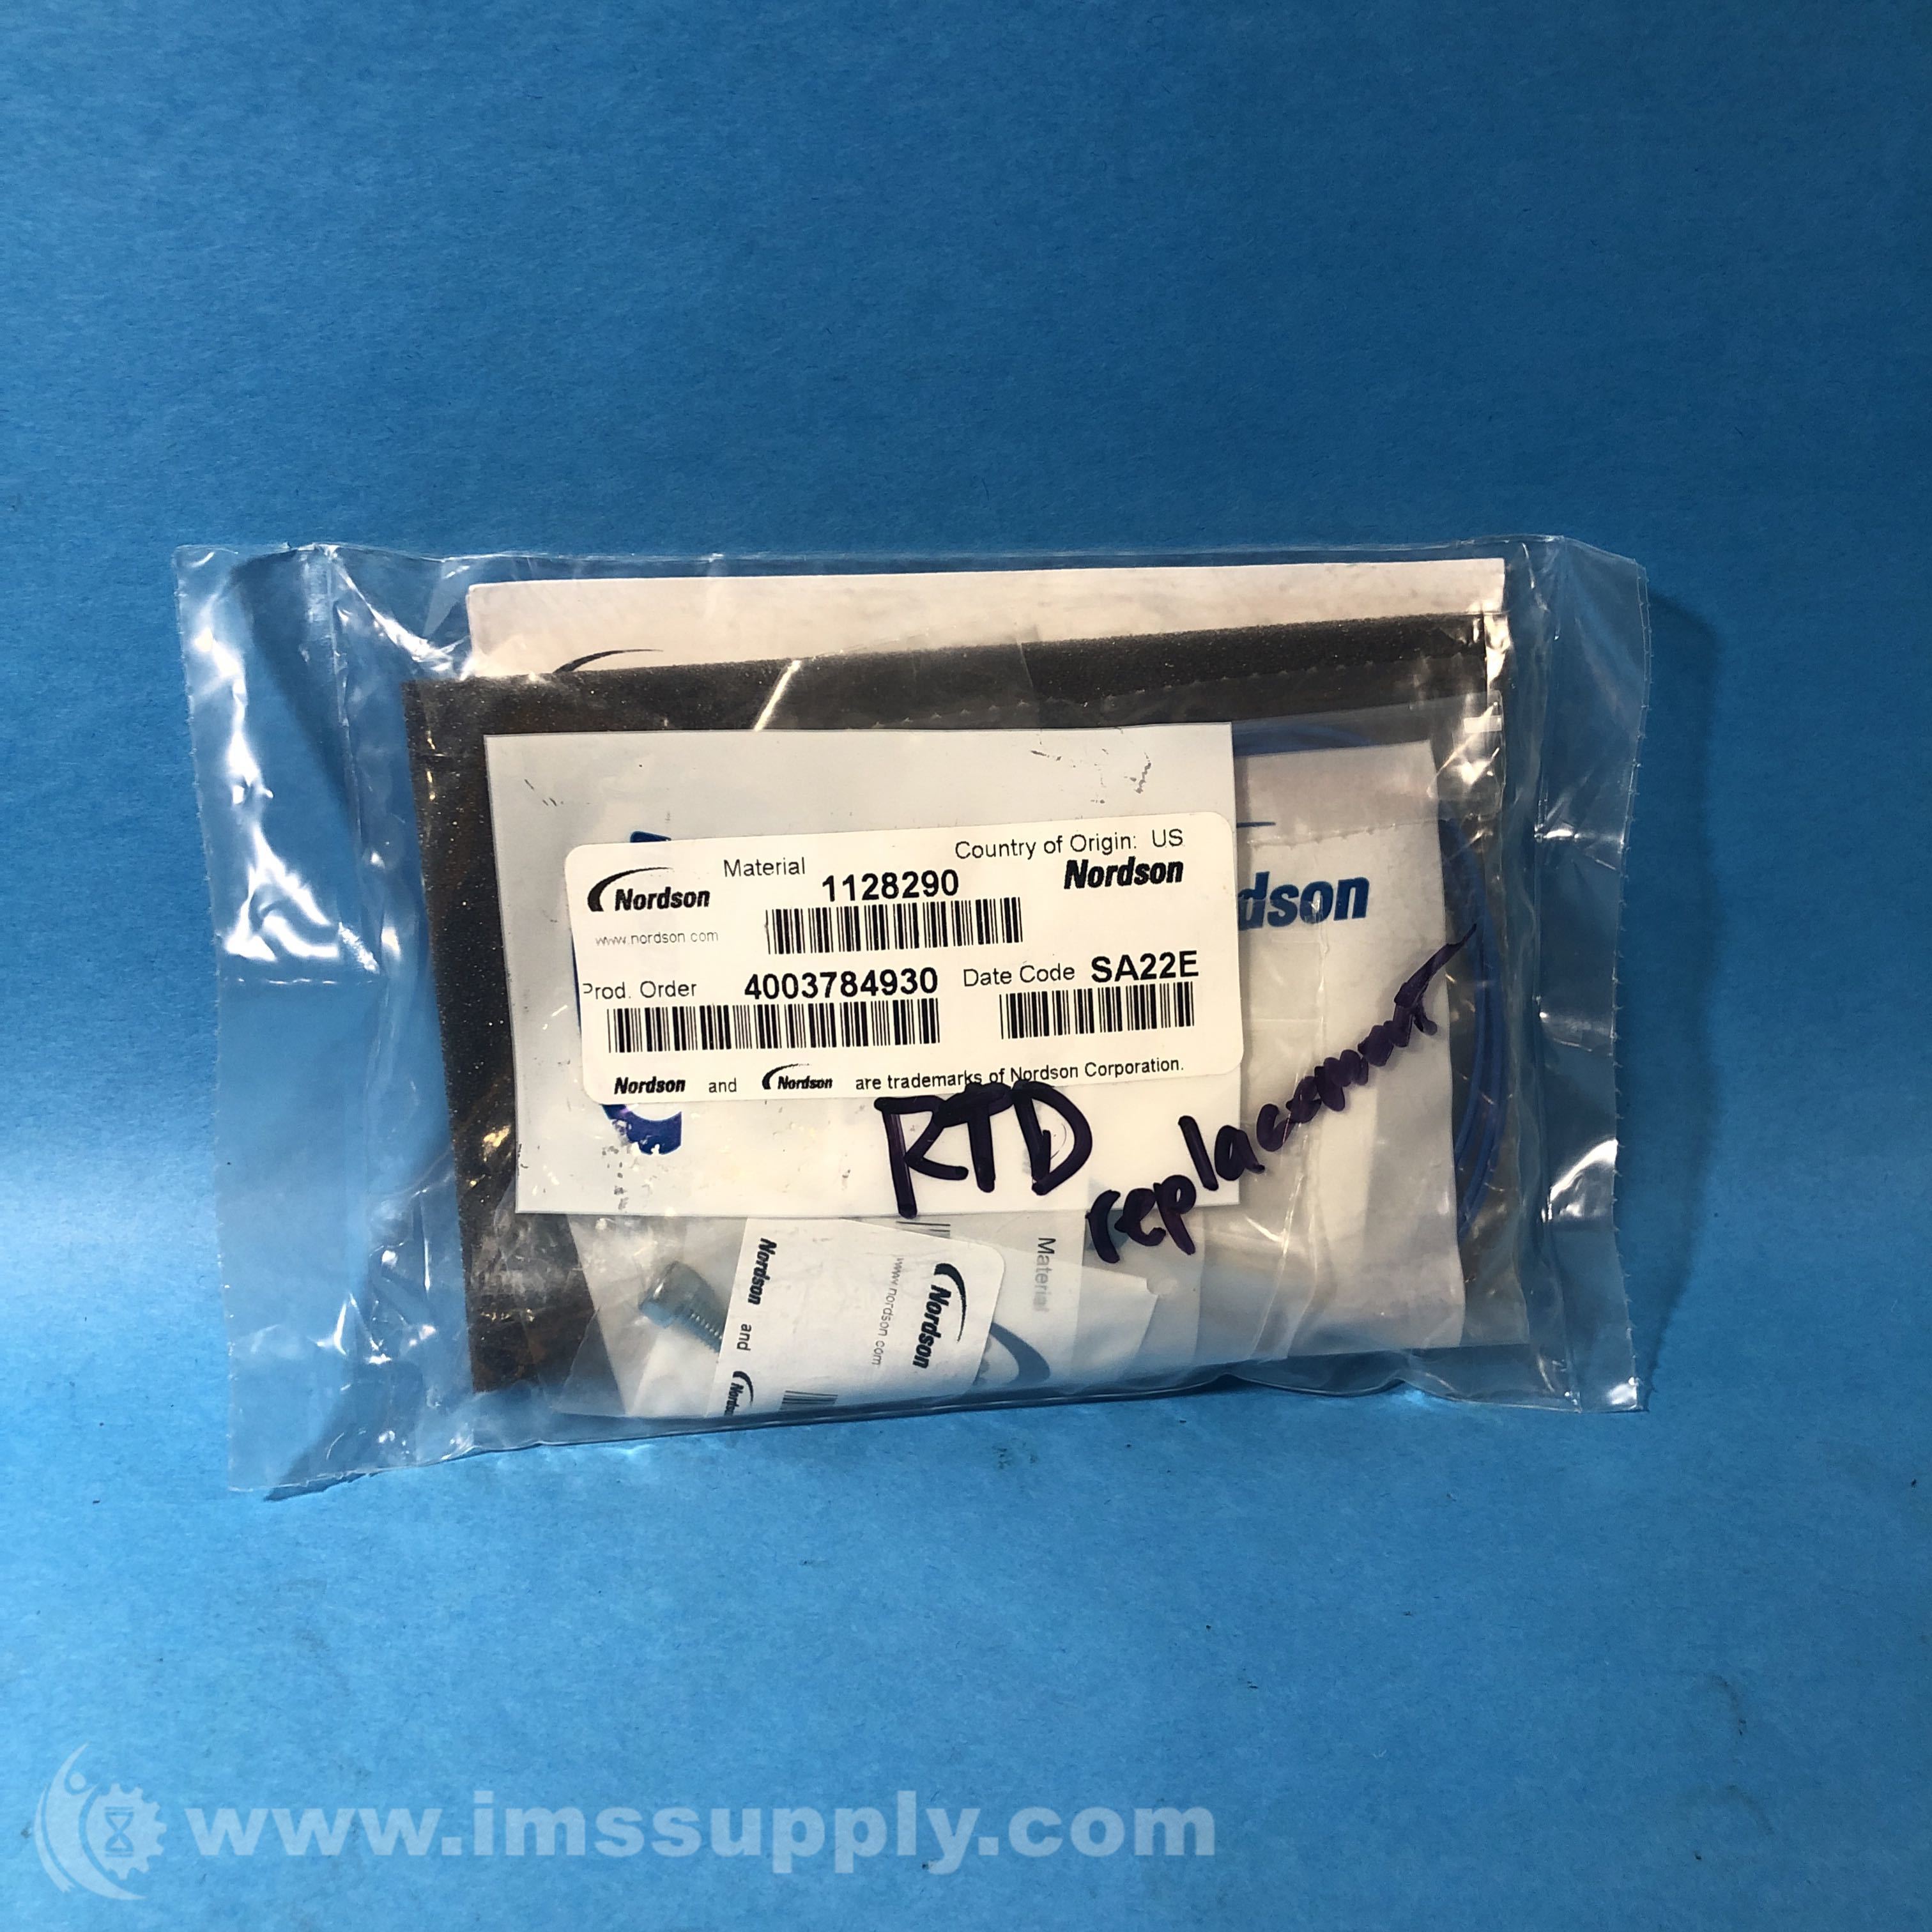 Country of Origin: US
Nordson Material 1128290 Nordson
www.nordson.com
Prod. Order 4003784930 Date Code SA22E
Nordson and Nordson are trademarks of Nordson Corporation.
dson
RTD
replacement
Nordson and Nordson
www.nordson.com
Nordson
Material
www.imssupply.com